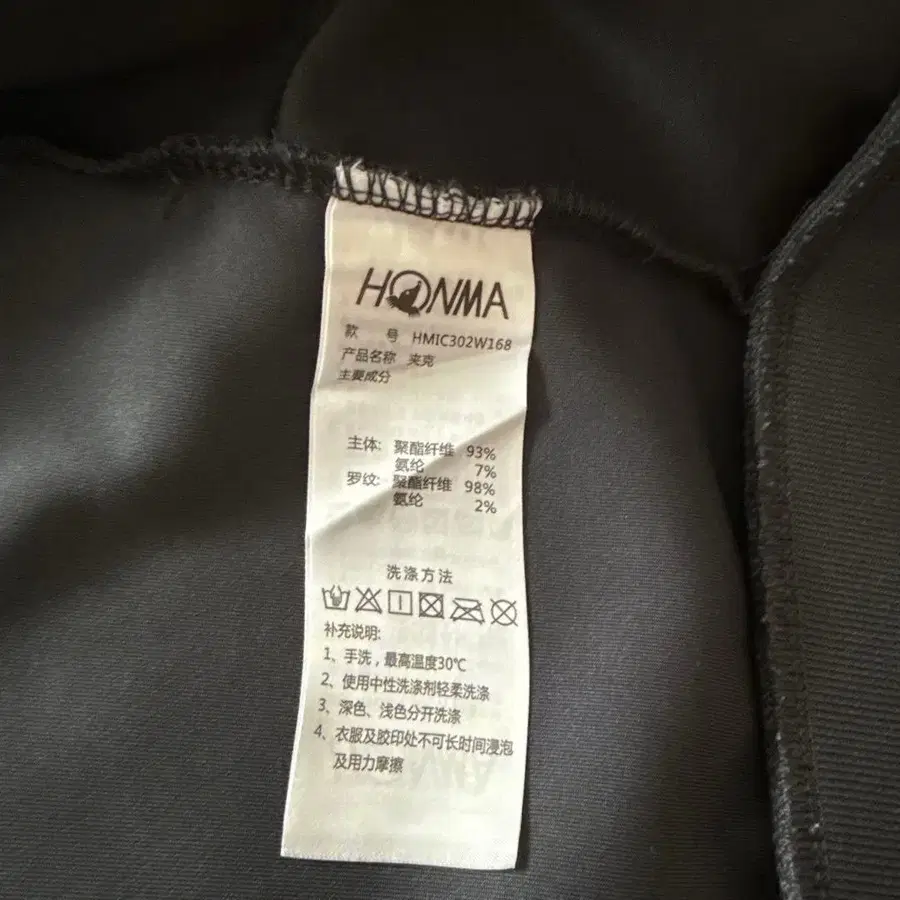 HONMA
款 号 HMIC302W168
产品名称 夹克
主要成分
主体: 聚酯纤维 93%
氨纶 7%
罗纹: 聚酯纤维 98%
氨纶 2%
洗涤方法
补充说明:
1、手洗，最高温度30℃
2、使用中性洗涤剂轻柔洗涤
3、深色、浅色分开洗涤
4、衣服及胶印处不可长时间浸泡
及用力摩擦